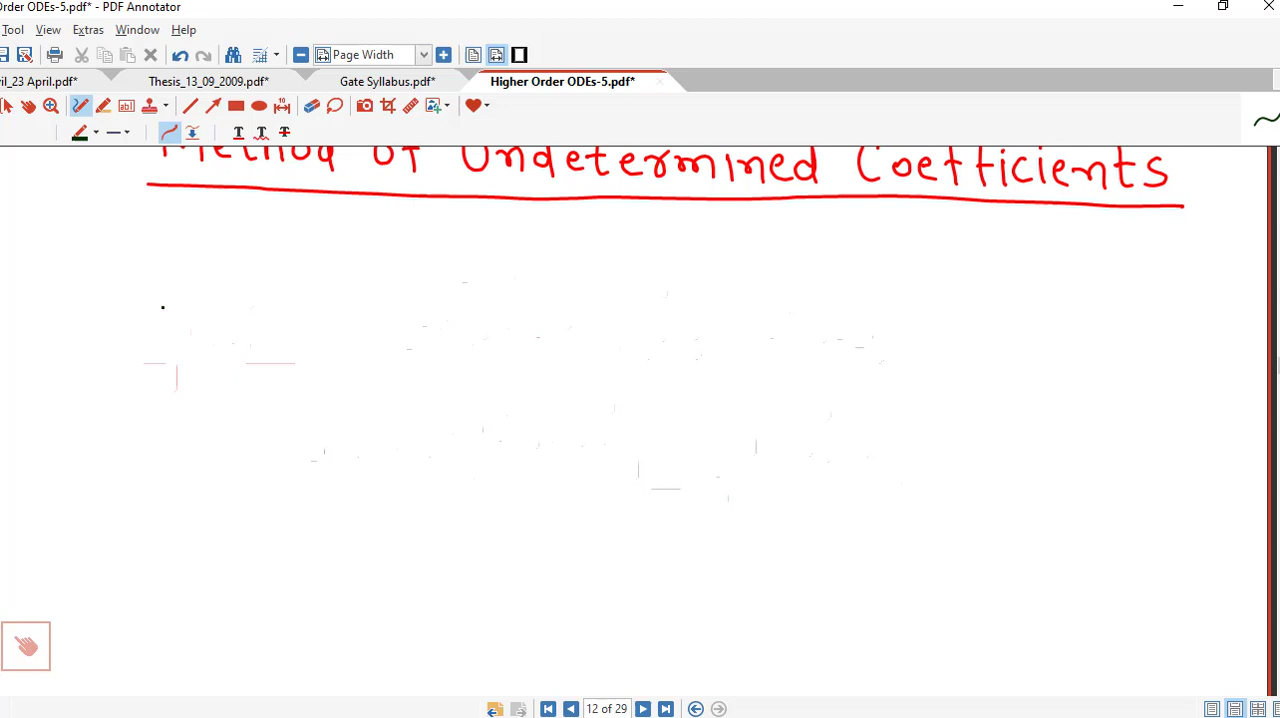 Order ODEs-5.pdf* - PDF Annotator
Tool View Extras Window Help
Page Width
23 April.pdf* Thesis_13_09_2009.pdf* Gate Syllabus.pdf* Higher Order ODEs-5.pdf*
Method of Undetermined Coefficients
12 of 29